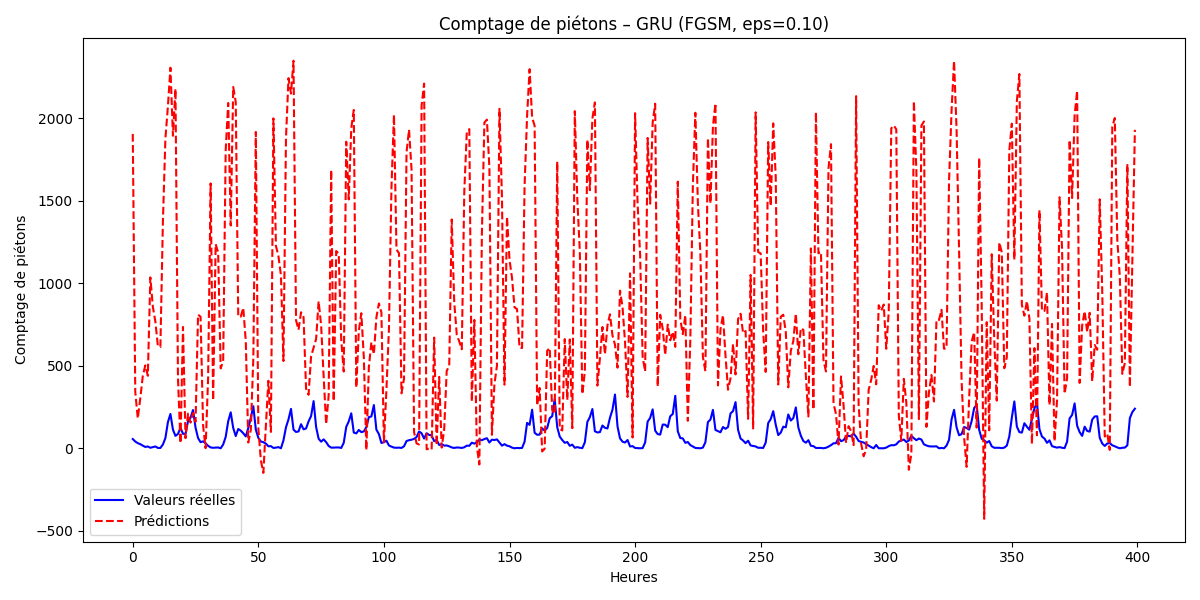 Comptage de piétons – GRU (FGSM, eps=0.10)
Comptage de piétons
2000
1500
1000
500
0
−500
Valeurs réelles
Prédictions
0 50 100 150 200 250 300 350 400
Heures